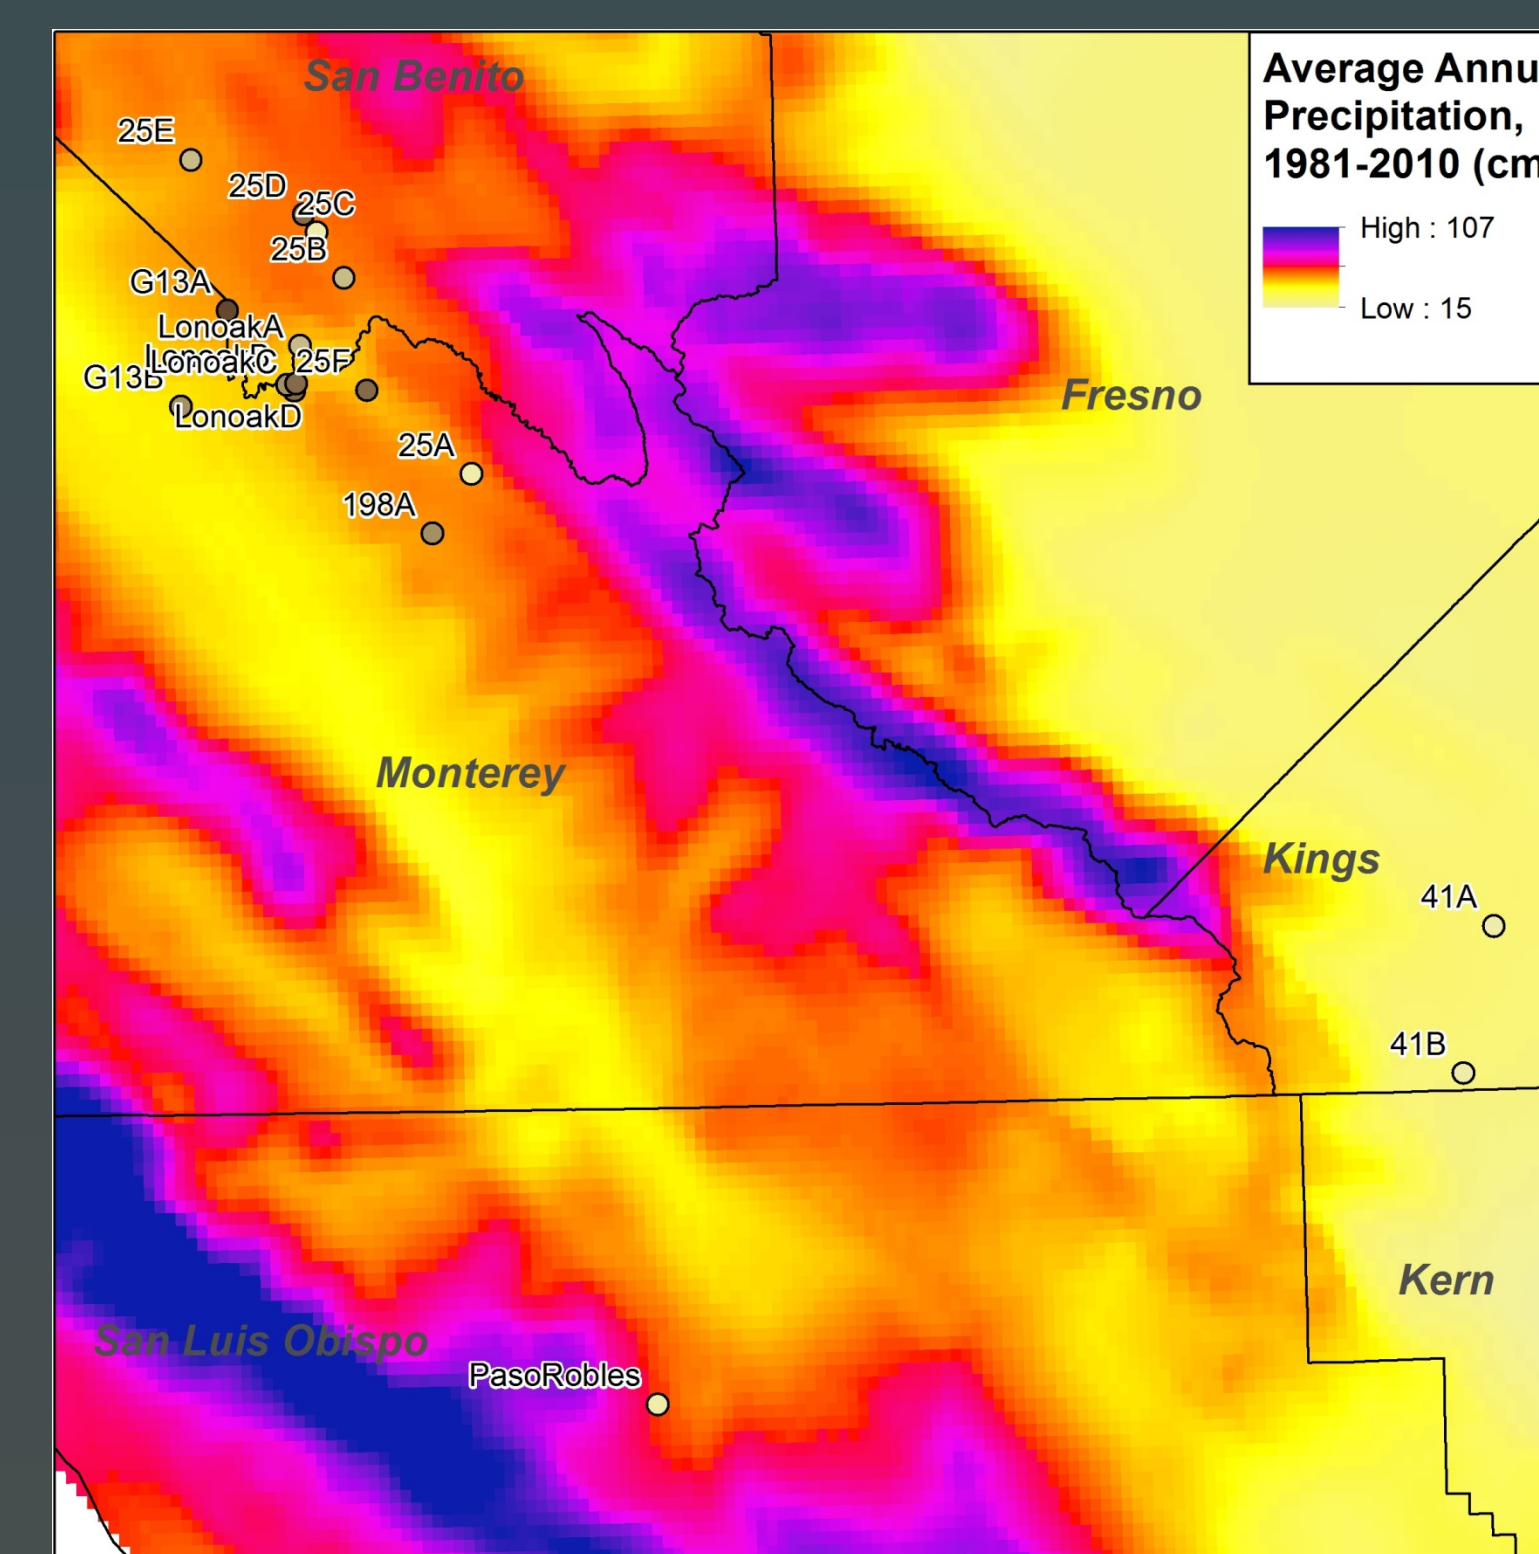 San Benito
Average Annu
Precipitation,
1981-2010 (cm
High : 107
Low : 15
25E
25D
25C
25B
G13A
LonoakA
LonoakC
25F
G13B
LonoakD
Fresno
25A
198A
Monterey
Kings
41A
41B
Kern
San Luis Obispo
PasoRobles